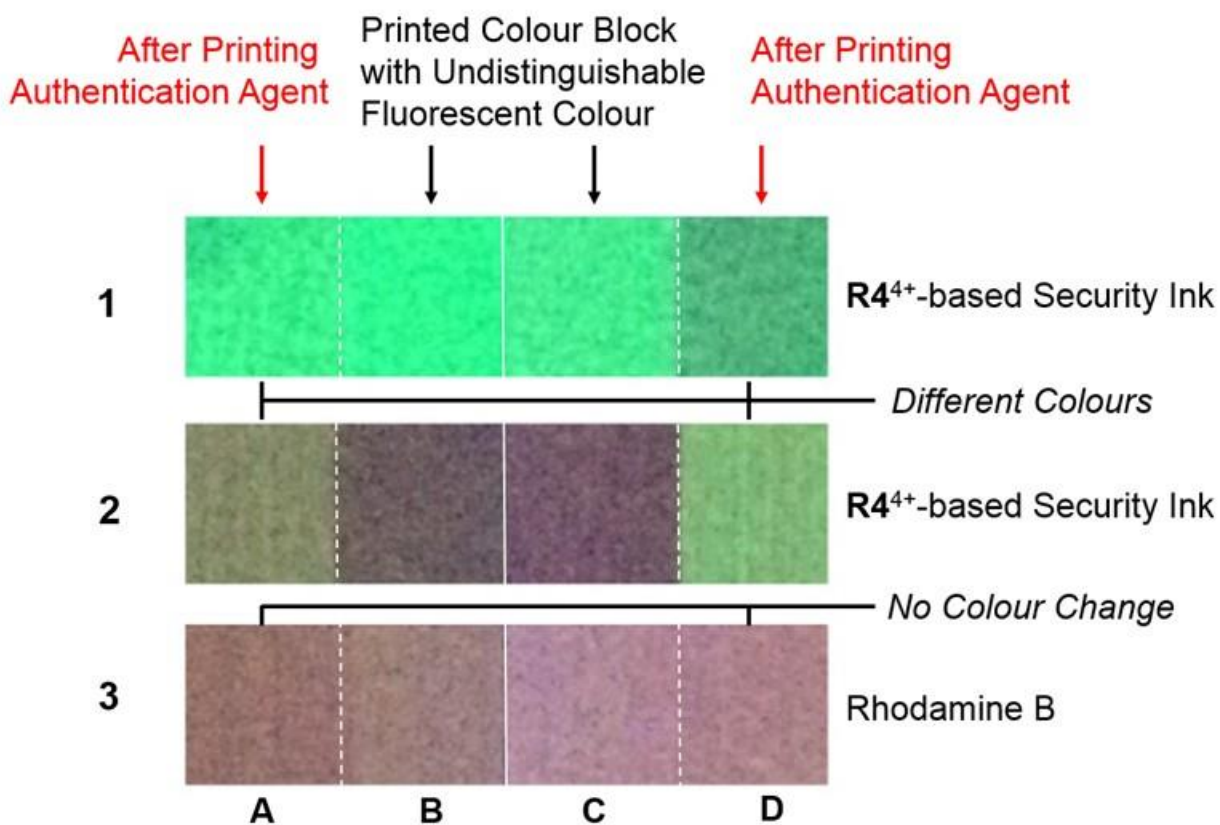 After Printing
Authentication Agent
Printed Colour Block
with Undistinguishable
Fluorescent Colour
After Printing
Authentication Agent
1
R4⁴⁺-based Security Ink
Different Colours
2
R4⁴⁺-based Security Ink
No Colour Change
3
Rhodamine B
A B C D